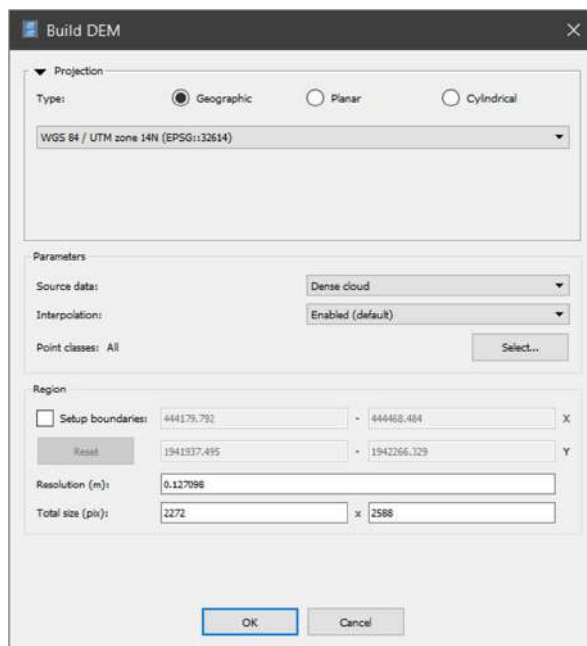 Build DEM
Projection
Type: Geographic Planar Cylindrical
WGS 84 / UTM zone 14N (EPSG::32614)
Parameters
Source data: Dense cloud
Interpolation: Enabled (default)
Point classes: All Select...
Region
Setup boundaries: 444179.792 - 444468.484 X
Reset 1941937.495 - 1942266.329 Y
Resolution (m): 0.127098
Total size (pix): 2272 x 2588
OK Cancel